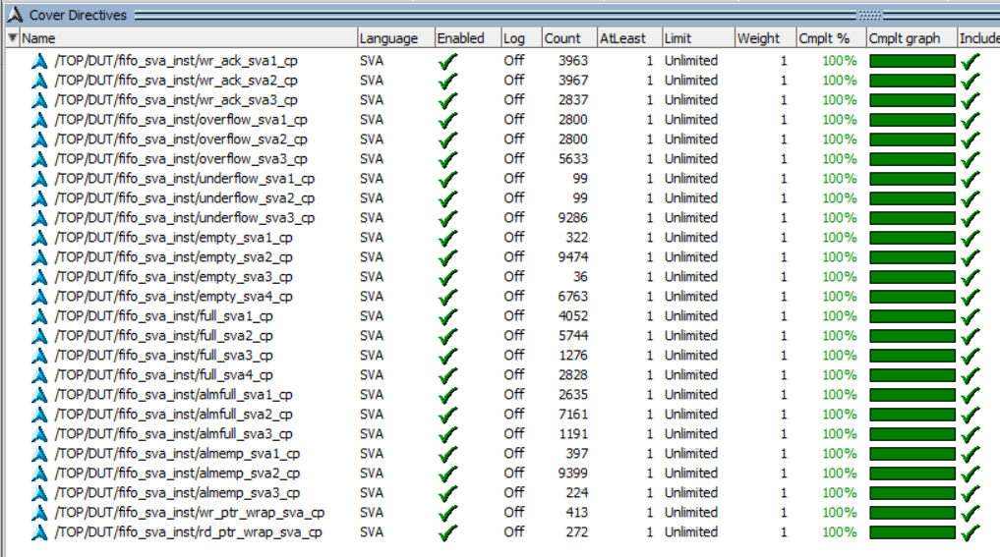 Cover Directives
Name Language Enabled Log Count AtLeast Limit Weight Cmplt % Cmplt graph Include
/TOP/DUT/fifo_sva_inst/wr_ack_sva1_cp SVA Off 3963 1 Unlimited 1 100%
/TOP/DUT/fifo_sva_inst/wr_ack_sva2_cp SVA Off 3967 1 Unlimited 1 100%
/TOP/DUT/fifo_sva_inst/wr_ack_sva3_cp SVA Off 2837 1 Unlimited 1 100%
/TOP/DUT/fifo_sva_inst/overflow_sva1_cp SVA Off 2800 1 Unlimited 1 100%
/TOP/DUT/fifo_sva_inst/overflow_sva2_cp SVA Off 2800 1 Unlimited 1 100%
/TOP/DUT/fifo_sva_inst/overflow_sva3_cp SVA Off 5633 1 Unlimited 1 100%
/TOP/DUT/fifo_sva_inst/underflow_sva1_cp SVA Off 99 1 Unlimited 1 100%
/TOP/DUT/fifo_sva_inst/underflow_sva2_cp SVA Off 99 1 Unlimited 1 100%
/TOP/DUT/fifo_sva_inst/underflow_sva3_cp SVA Off 9286 1 Unlimited 1 100%
/TOP/DUT/fifo_sva_inst/empty_sva1_cp SVA Off 322 1 Unlimited 1 100%
/TOP/DUT/fifo_sva_inst/empty_sva2_cp SVA Off 9474 1 Unlimited 1 100%
/TOP/DUT/fifo_sva_inst/empty_sva3_cp SVA Off 36 1 Unlimited 1 100%
/TOP/DUT/fifo_sva_inst/empty_sva4_cp SVA Off 6763 1 Unlimited 1 100%
/TOP/DUT/fifo_sva_inst/full_sva1_cp SVA Off 4052 1 Unlimited 1 100%
/TOP/DUT/fifo_sva_inst/full_sva2_cp SVA Off 5744 1 Unlimited 1 100%
/TOP/DUT/fifo_sva_inst/full_sva3_cp SVA Off 1276 1 Unlimited 1 100%
/TOP/DUT/fifo_sva_inst/full_sva4_cp SVA Off 2828 1 Unlimited 1 100%
/TOP/DUT/fifo_sva_inst/almfull_sva1_cp SVA Off 2635 1 Unlimited 1 100%
/TOP/DUT/fifo_sva_inst/almfull_sva2_cp SVA Off 7161 1 Unlimited 1 100%
/TOP/DUT/fifo_sva_inst/almfull_sva3_cp SVA Off 1191 1 Unlimited 1 100%
/TOP/DUT/fifo_sva_inst/almemp_sva1_cp SVA Off 397 1 Unlimited 1 100%
/TOP/DUT/fifo_sva_inst/almemp_sva2_cp SVA Off 9399 1 Unlimited 1 100%
/TOP/DUT/fifo_sva_inst/almemp_sva3_cp SVA Off 224 1 Unlimited 1 100%
/TOP/DUT/fifo_sva_inst/wr_ptr_wrap_sva_cp SVA Off 413 1 Unlimited 1 100%
/TOP/DUT/fifo_sva_inst/rd_ptr_wrap_sva_cp SVA Off 272 1 Unlimited 1 100%